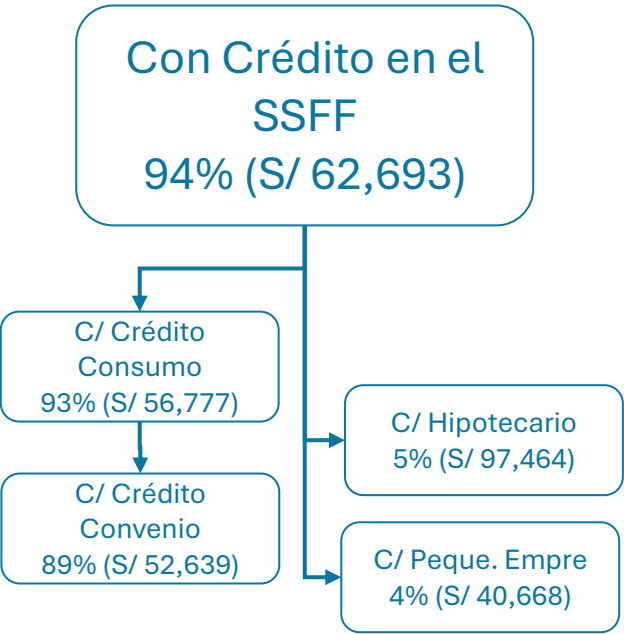 Con Crédito en el
SSFF
94% (S/ 62,693)
C/ Crédito
Consumo
93% (S/ 56,777)
C/ Crédito
Convenio
89% (S/ 52,639)
C/ Hipotecario
5% (S/ 97,464)
C/ Peque. Empre
4% (S/ 40,668)